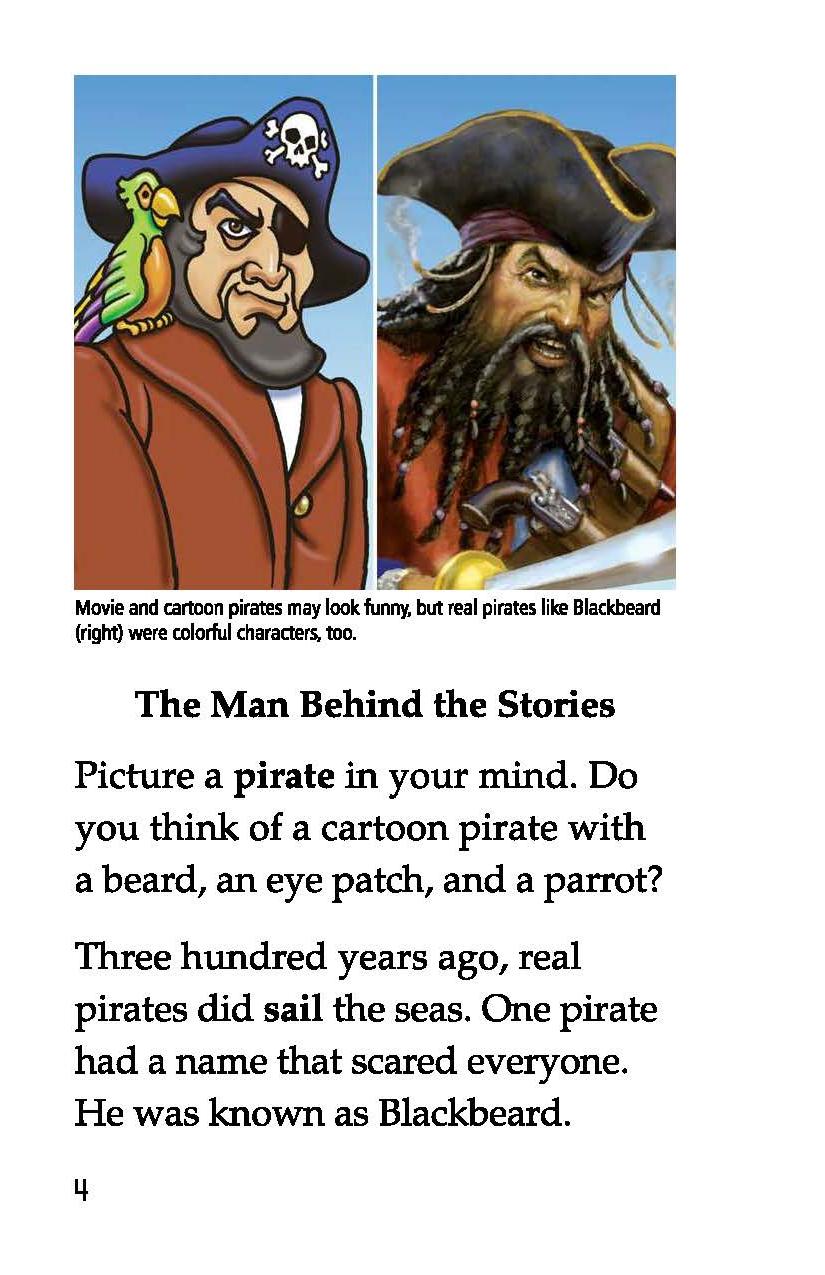 Movie and cartoon pirates may look funny, but real pirates like Blackbeard
(right) were colorful characters, too.
The Man Behind the Stories
Picture a pirate in your mind. Do
you think of a cartoon pirate with
a beard, an eye patch, and a parrot?
Three hundred years ago, real
pirates did sail the seas. One pirate
had a name that scared everyone.
He was known as Blackbeard.
4